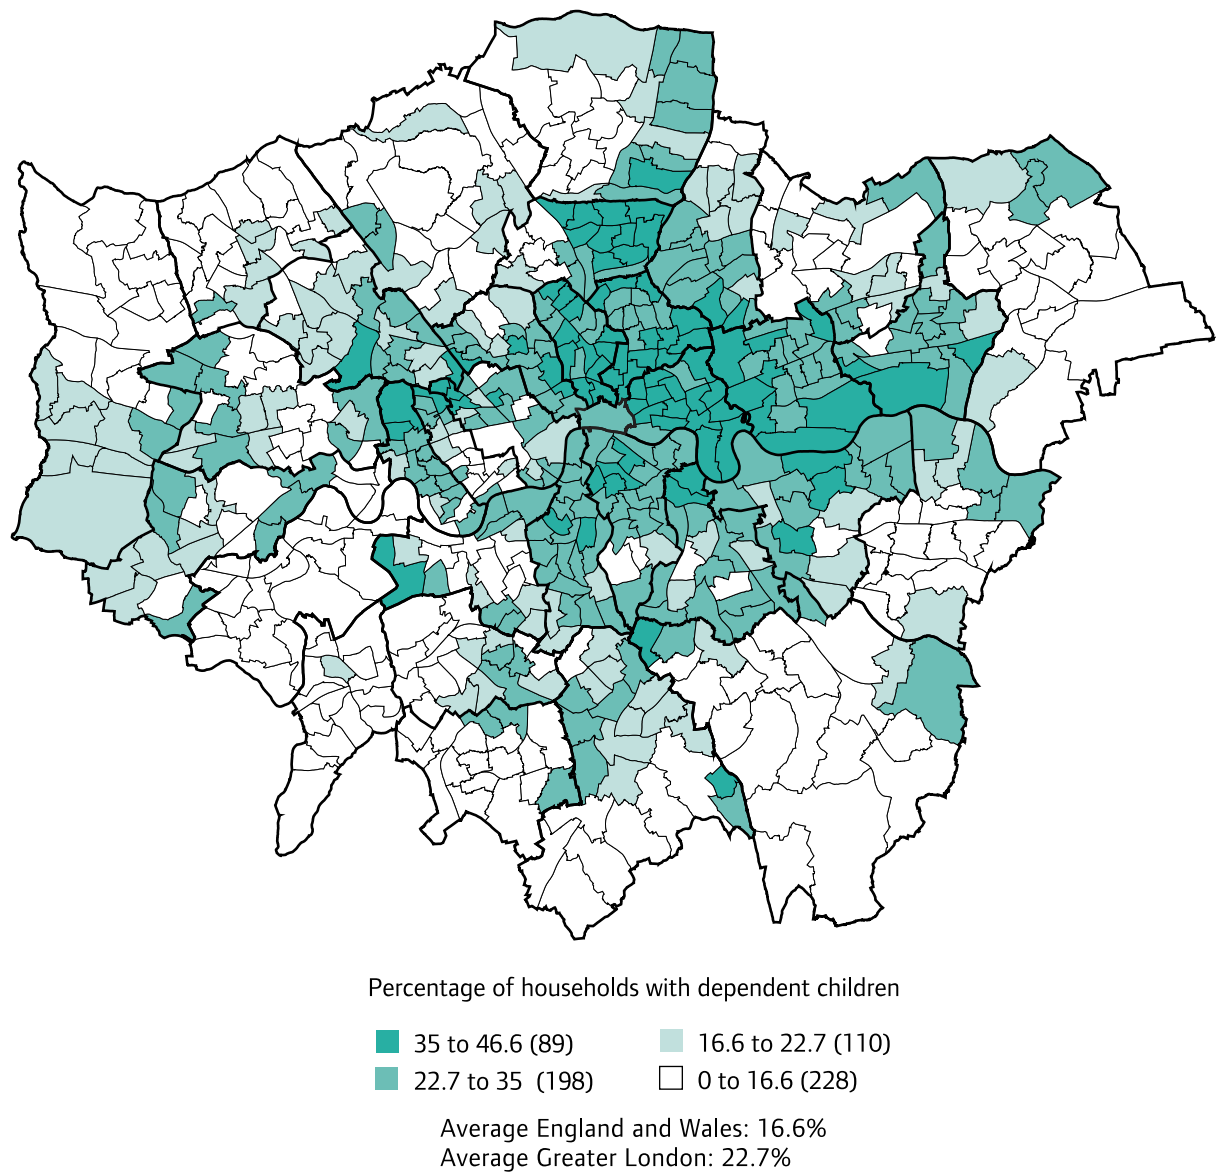 Percentage of households with dependent children
35 to 46.6 (89)
16.6 to 22.7 (110)
22.7 to 35 (198)
0 to 16.6 (228)
Average England and Wales: 16.6%
Average Greater London: 22.7%